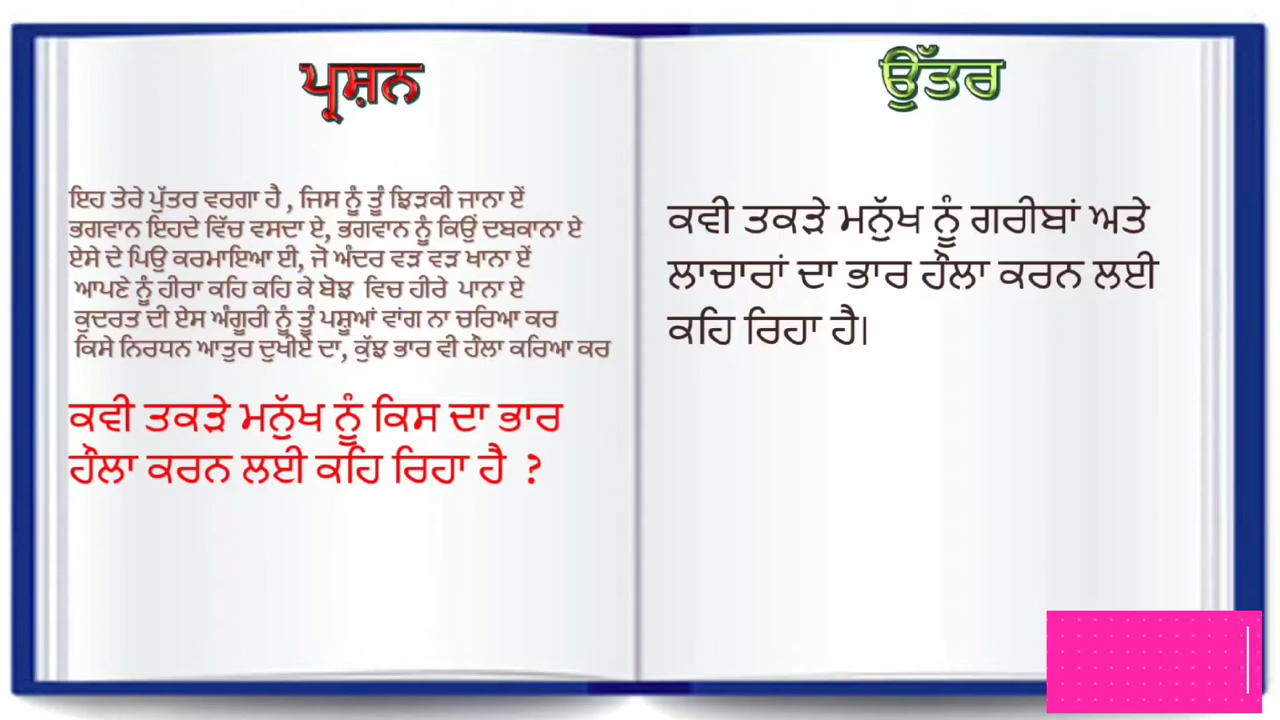 ਪ੍ਰਸ਼ਨ
ਇਹ ਤੇਰੇ ਪੁੱਤਰ ਵਰਗਾ ਹੈ , ਜਿਸ ਨੂੰ ਤੂੰ ਝਿੜਕੀ ਜਾਨਾ ਏਂ
ਭਗਵਾਨ ਇਹਦੇ ਵਿੱਚ ਵਸਦਾ ਏ, ਭਗਵਾਨ ਨੂੰ ਕਿਉਂ ਦਬਕਾਨਾ ਏ
ਏਸੇ ਦੇ ਪਿਉ ਕਰਮਾਇਆ ਈ, ਜੋ ਅੰਦਰ ਵੜ ਵੜ ਖਾਨਾ ਏਂ
ਆਪਣੇ ਨੂੰ ਹੀਰਾ ਕਹਿ ਕਹਿ ਕੇ ਬੋਝ ਵਿਚ ਹੀਰੇ ਪਾਨਾ ਏ
ਕੁਦਰਤ ਦੀ ਏਸ ਅੰਗੂਰੀ ਨੂੰ ਤੂੰ ਪਸ਼ੂਆਂ ਵਾਂਗ ਨਾ ਚਰਿਆ ਕਰ
ਕਿਸੇ ਨਿਰਧਨ ਆਤੁਰ ਦੁਖੀਏ ਦਾ, ਕੁੱਝ ਭਾਰ ਵੀ ਹੌਲਾ ਕਰਿਆ ਕਰ
ਕਵੀ ਤਕੜੇ ਮਨੁੱਖ ਨੂੰ ਕਿਸ ਦਾ ਭਾਰ
ਹੌਲਾ ਕਰਨ ਲਈ ਕਹਿ ਰਿਹਾ ਹੈ ?
ਉੱਤਰ
ਕਵੀ ਤਕੜੇ ਮਨੁੱਖ ਨੂੰ ਗਰੀਬਾਂ ਅਤੇ
ਲਾਚਾਰਾਂ ਦਾ ਭਾਰ ਹੌਲਾ ਕਰਨ ਲਈ
ਕਹਿ ਰਿਹਾ ਹੈ।